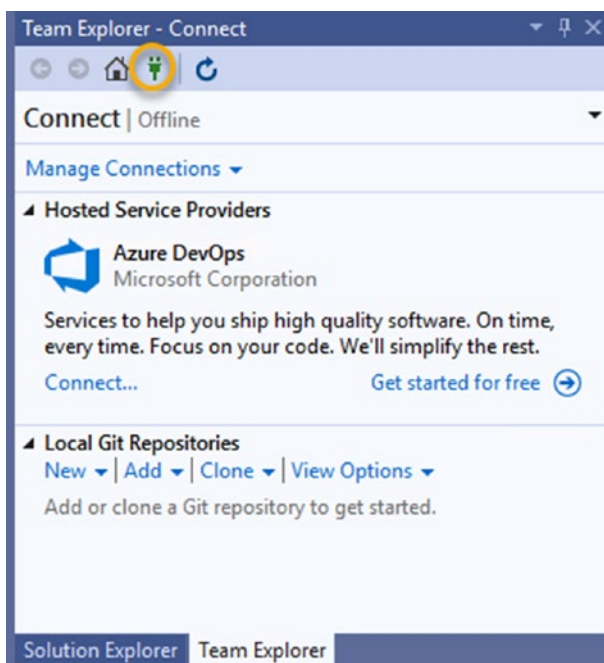 Team Explorer - Connect
Connect | Offline
Manage Connections
Hosted Service Providers
Azure DevOps
Microsoft Corporation
Services to help you ship high quality software. On time,
every time. Focus on your code. We'll simplify the rest.
Connect... Get started for free
Local Git Repositories
New | Add | Clone | View Options
Add or clone a Git repository to get started.
Solution Explorer Team Explorer